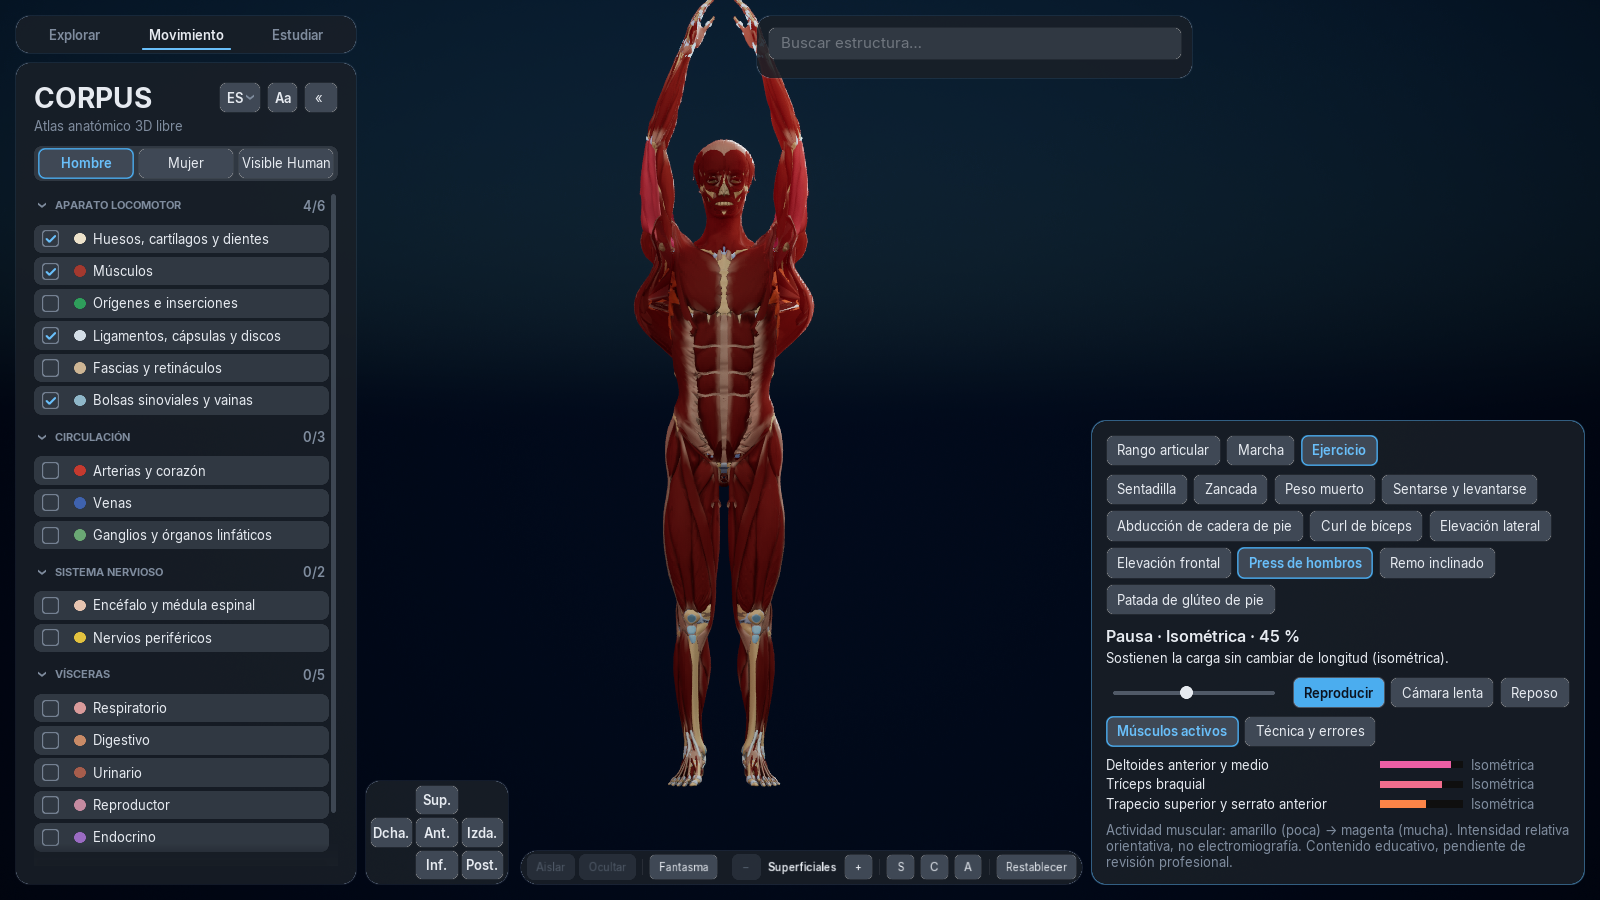 Explorar Movimiento Estudiar
Buscar estructura...
CORPUS ES Aa «
Atlas anatómico 3D libre
Hombre Mujer Visible Human
APARATO LOCOMOTOR 4/6
Huesos, cartílagos y dientes
Músculos
Orígenes e inserciones
Ligamentos, cápsulas y discos
Fascias y retináculos
Bolsas sinoviales y vainas
CIRCULACIÓN 0/3
Arterias y corazón
Venas
Ganglios y órganos linfáticos
SISTEMA NERVIOSO 0/2
Encéfalo y médula espinal
Nervios periféricos
VÍSCERAS 0/5
Respiratorio
Digestivo
Urinario
Reproductor
Endocrino
Sup.
Dcha. Ant. Izda.
Inf. Post.
Aislar Ocultar Fantasma − Superficiales + S C A Restablecer
Rango articular Marcha Ejercicio
Sentadilla Zancada Peso muerto Sentarse y levantarse
Abducción de cadera de pie Curl de bíceps Elevación lateral
Elevación frontal Press de hombros Remo inclinado
Patada de glúteo de pie
Pausa · Isométrica · 45 %
Sostienen la carga sin cambiar de longitud (isométrica).
Reproducir Cámara lenta Reposo
Músculos activos Técnica y errores
Deltoides anterior y medio Isométrica
Tríceps braquial Isométrica
Trapecio superior y serrato anterior Isométrica
Actividad muscular: amarillo (poca) → magenta (mucha). Intensidad relativa
orientativa, no electromiografía. Contenido educativo, pendiente de
revisión profesional.